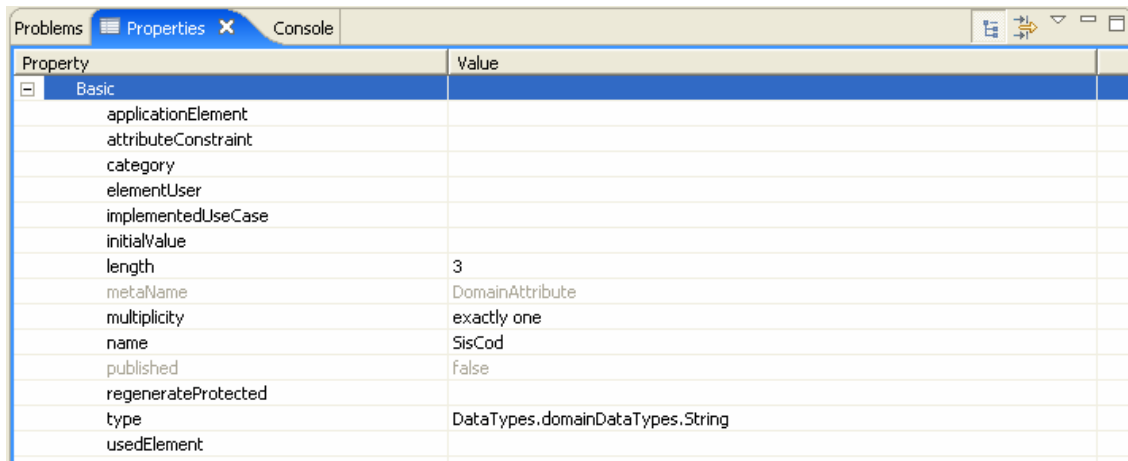 Problems Properties Console
Property Value
Basic
applicationElement
attributeConstraint
category
elementUser
implementedUseCase
initialValue
length 3
metaName DomainAttribute
multiplicity exactly one
name SisCod
published false
regenerateProtected
type DataTypes.domainDataTypes.String
usedElement